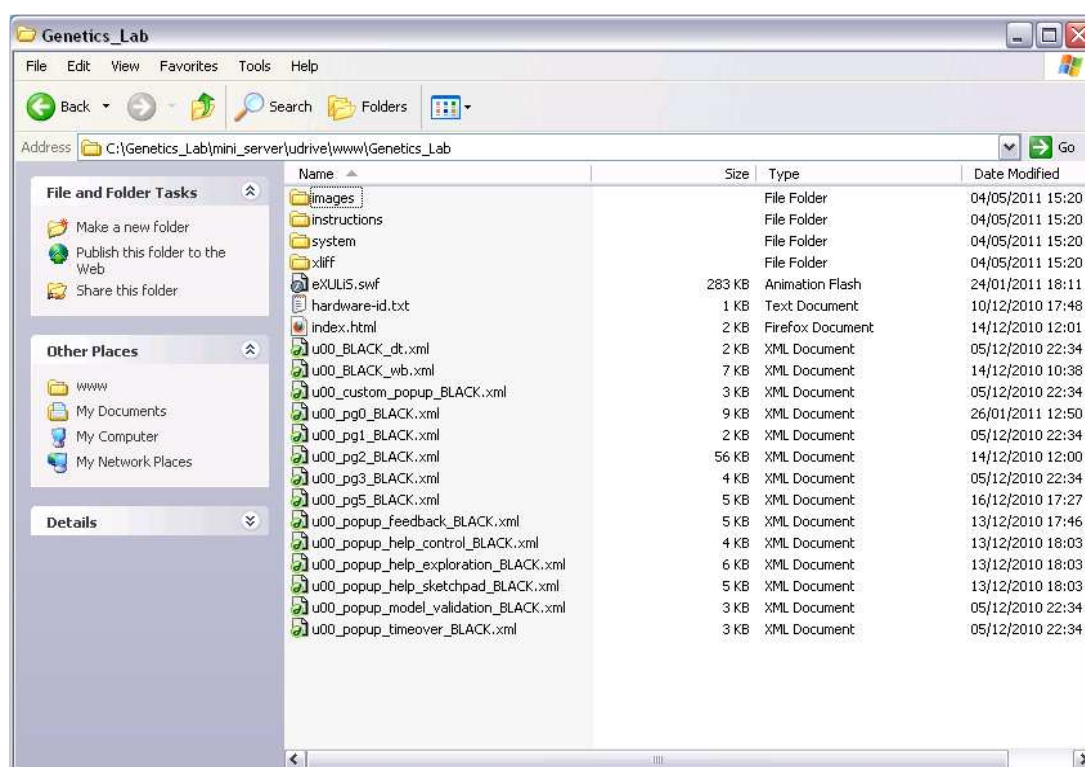 Genetics_Lab
File Edit View Favorites Tools Help
Back Search Folders
Address C:\Genetics_Lab\mini_server\udrive\www\Genetics_Lab Go
File and Folder Tasks
Make a new folder
Publish this folder to the
Web
Share this folder
Other Places
www
My Documents
My Computer
My Network Places
Details
Name Size Type Date Modified
images File Folder 04/05/2011 15:20
instructions File Folder 04/05/2011 15:20
system File Folder 04/05/2011 15:20
xliff File Folder 04/05/2011 15:20
eXULiS.swf 283 KB Animation Flash 24/01/2011 18:11
hardware-id.txt 1 KB Text Document 10/12/2010 17:48
index.html 2 KB Firefox Document 14/12/2010 12:01
u00_BLACK_dt.xml 2 KB XML Document 05/12/2010 22:34
u00_BLACK_wb.xml 7 KB XML Document 14/12/2010 10:38
u00_custom_popup_BLACK.xml 3 KB XML Document 05/12/2010 22:34
u00_pg0_BLACK.xml 9 KB XML Document 26/01/2011 12:50
u00_pg1_BLACK.xml 2 KB XML Document 05/12/2010 22:34
u00_pg2_BLACK.xml 56 KB XML Document 14/12/2010 12:00
u00_pg3_BLACK.xml 4 KB XML Document 05/12/2010 22:34
u00_pg5_BLACK.xml 5 KB XML Document 16/12/2010 17:27
u00_popup_feedback_BLACK.xml 5 KB XML Document 13/12/2010 17:46
u00_popup_help_control_BLACK.xml 4 KB XML Document 13/12/2010 18:03
u00_popup_help_exploration_BLACK.xml 6 KB XML Document 13/12/2010 18:03
u00_popup_help_sketchpad_BLACK.xml 5 KB XML Document 13/12/2010 18:03
u00_popup_model_validation_BLACK.xml 3 KB XML Document 05/12/2010 22:34
u00_popup_timeover_BLACK.xml 3 KB XML Document 05/12/2010 22:34